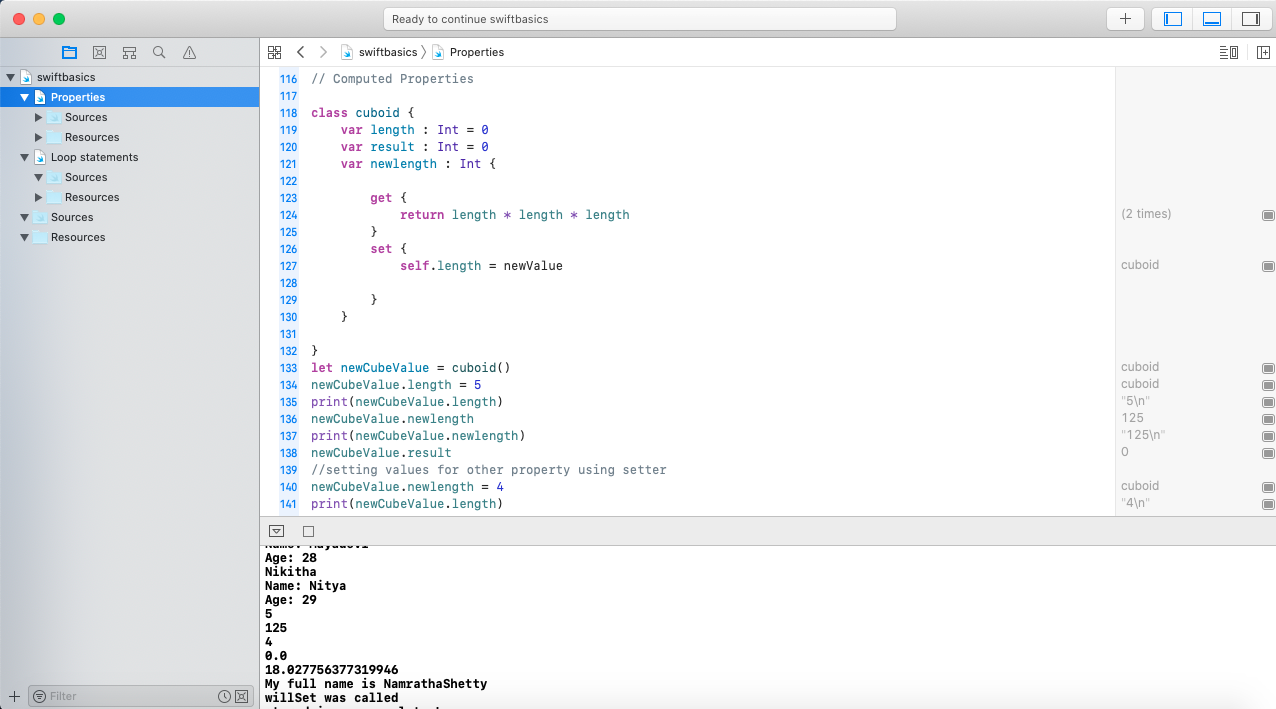 Ready to continue swiftbasics
swiftbasics
Properties
Sources
Resources
Loop statements
Sources
Resources
Sources
Resources
Filter
swiftbasics 〉 Properties
116 // Computed Properties
117
118 class cuboid {
119 var length : Int = 0
120 var result : Int = 0
121 var newlength : Int {
122
123 get {
124 return length * length * length (2 times)
125 }
126 set {
127 self.length = newValue cuboid
128
129 }
130 }
131
132 }
133 let newCubeValue = cuboid() cuboid
134 newCubeValue.length = 5 cuboid
135 print(newCubeValue.length) "5\n"
136 newCubeValue.newlength 125
137 print(newCubeValue.newlength) "125\n"
138 newCubeValue.result 0
139 //setting values for other property using setter
140 newCubeValue.newlength = 4 cuboid
141 print(newCubeValue.length) "4\n"
Age: 28
Nikitha
Name: Nitya
Age: 29
5
125
4
0.0
18.027756377319946
My full name is NamrathaShetty
willSet was called